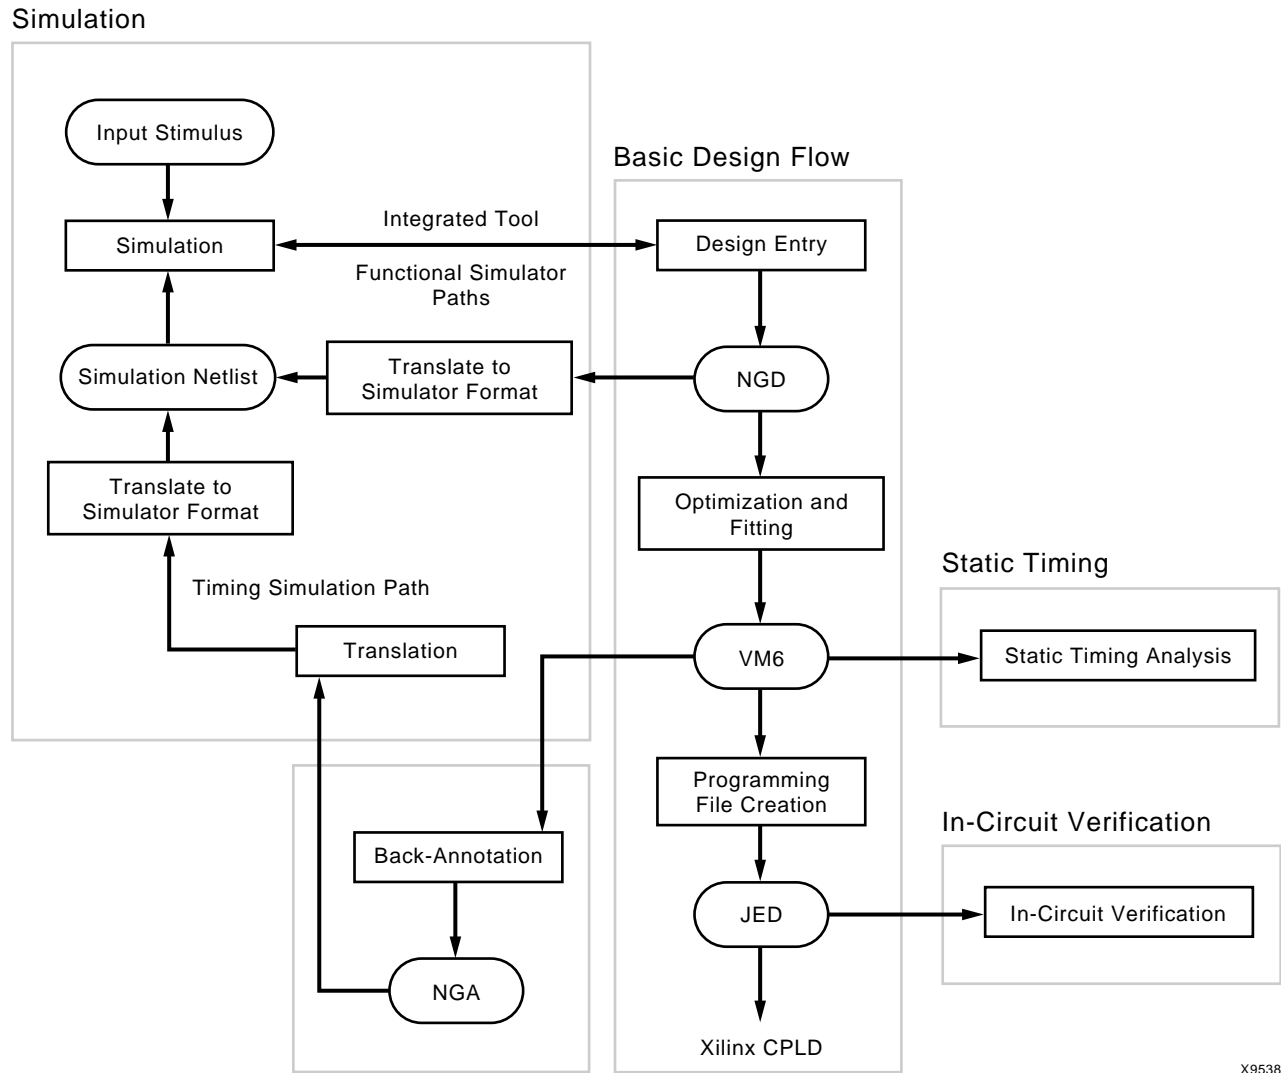 Simulation
Input Stimulus
Basic Design Flow
Integrated Tool
Simulation
Design Entry
Functional Simulator
Paths
Translate to
Simulator Format
Simulation Netlist
NGD
Translate to
Simulator Format
Optimization and
Fitting
Static Timing
Timing Simulation Path
Translation
VM6
Static Timing Analysis
Programming
File Creation
In-Circuit Verification
Back-Annotation
JED
In-Circuit Verification
NGA
Xilinx CPLD
X9538